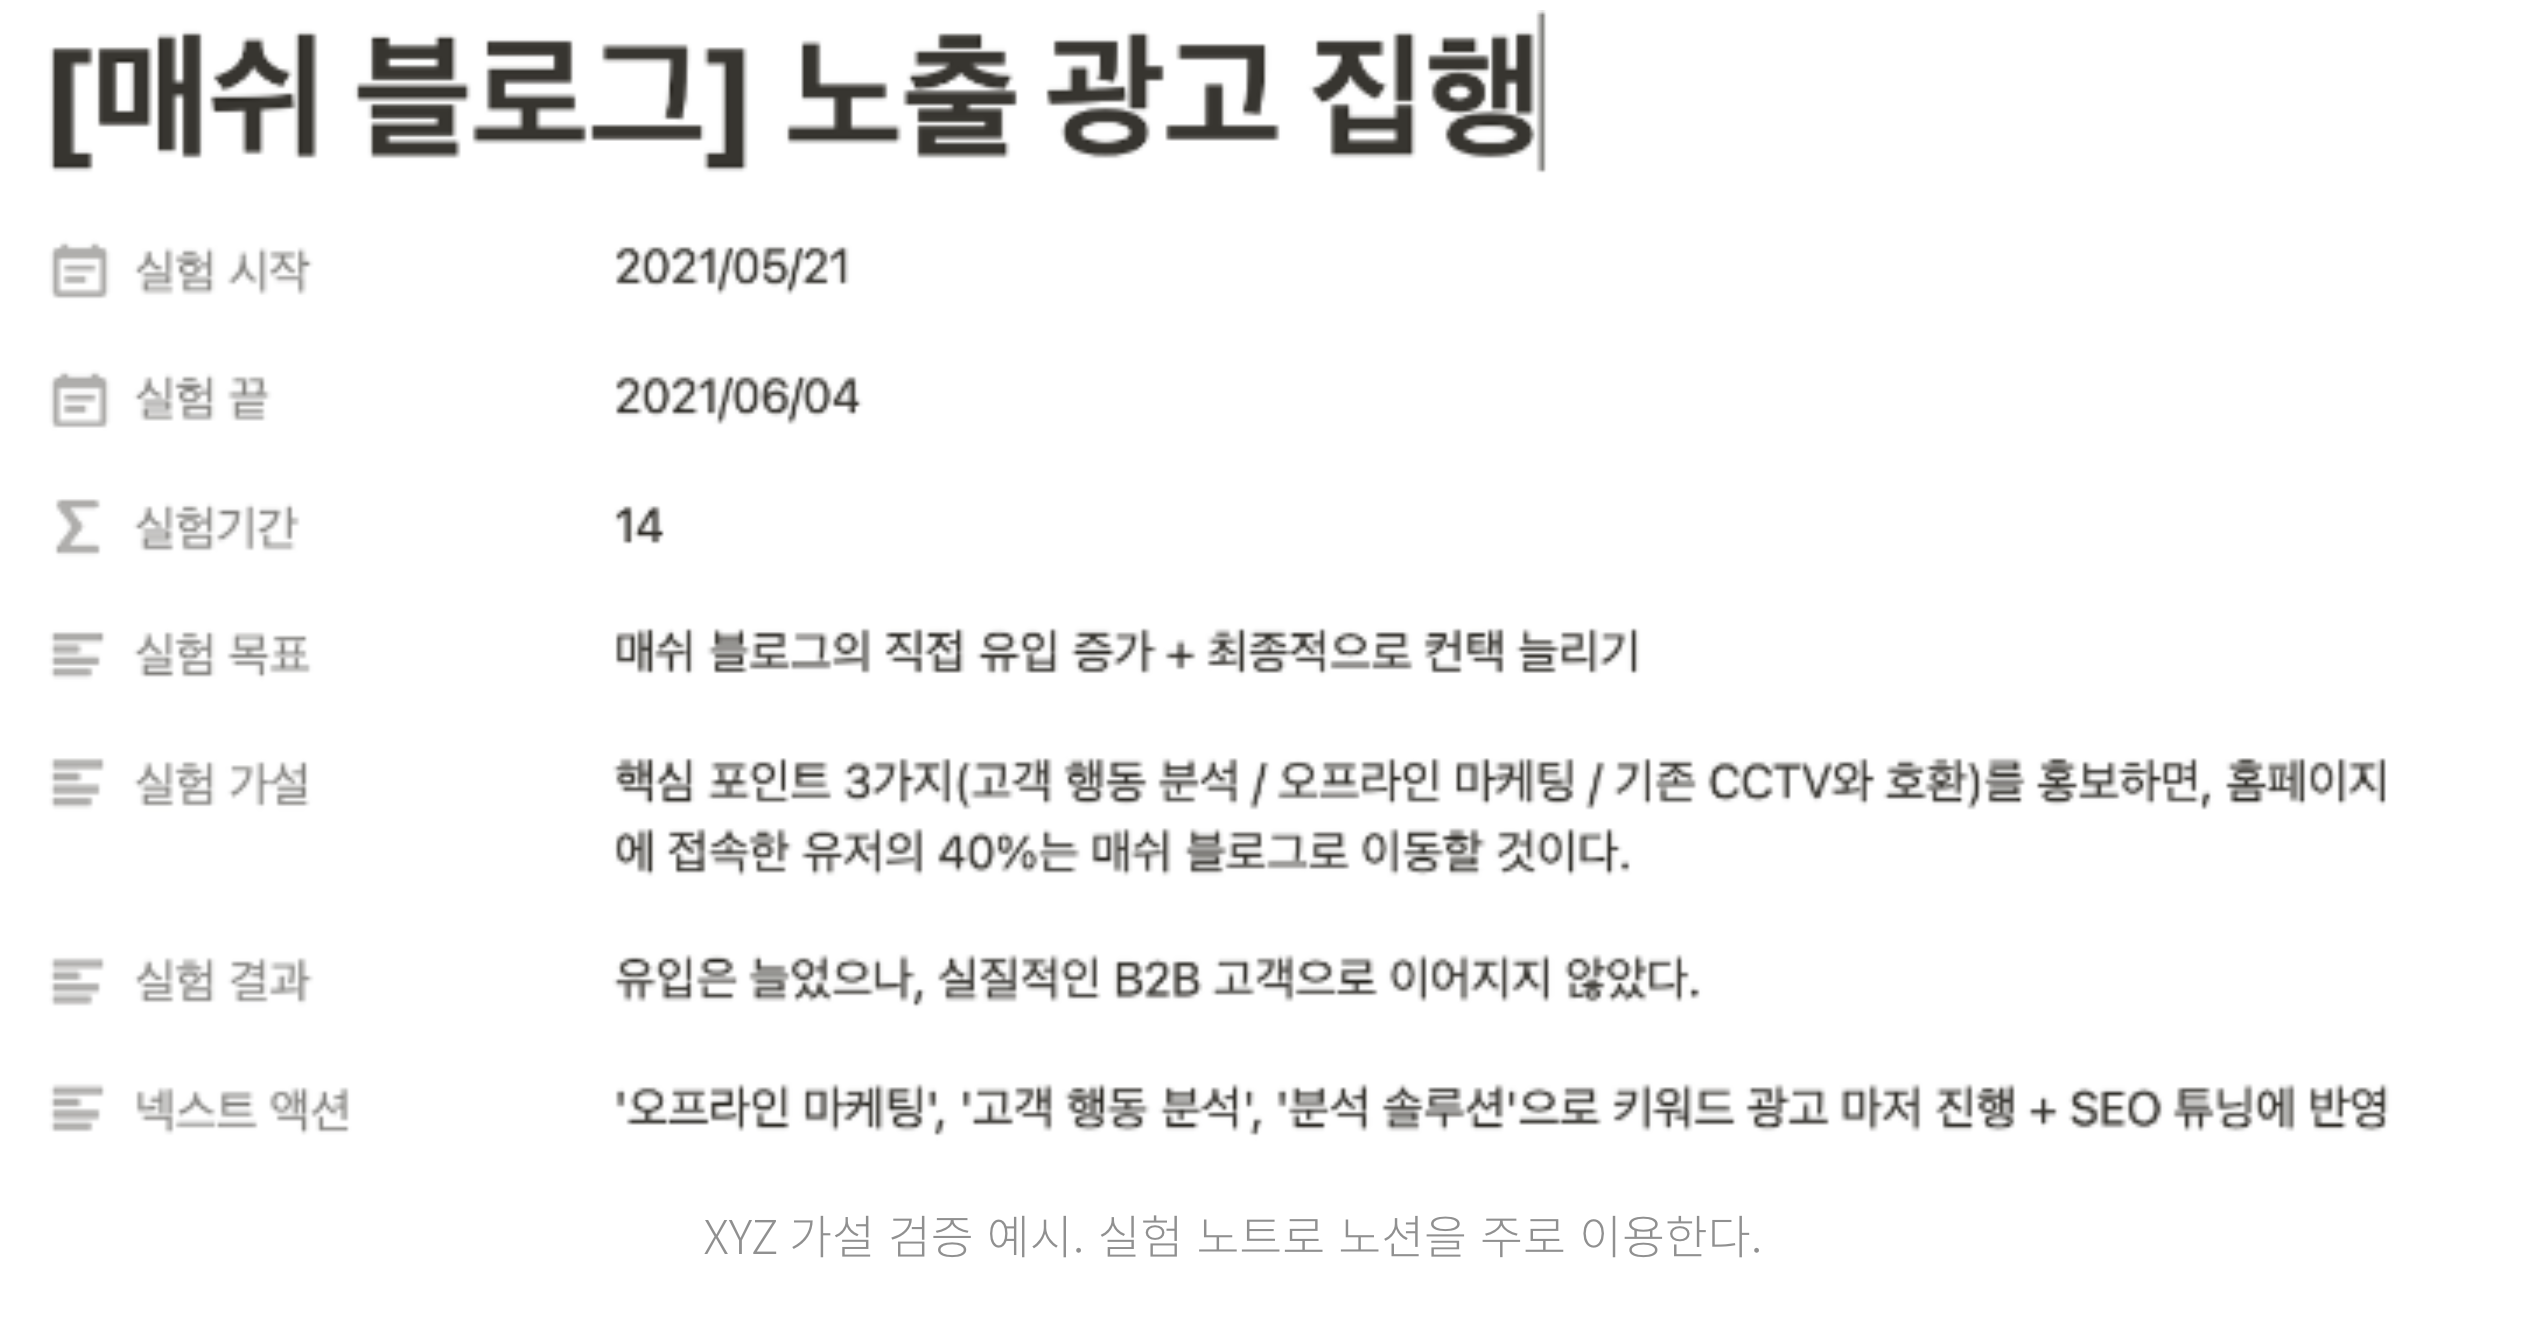 [매쉬 블로그] 노출 광고 집행
실험 시작 2021/05/21
실험 끝 2021/06/04
실험기간 14
실험 목표 매쉬 블로그의 직접 유입 증가 + 최종적으로 컨택 늘리기
실험 가설 핵심 포인트 3가지(고객 행동 분석 / 오프라인 마케팅 / 기존 CCTV와 호환)를 홍보하면, 홈페이지
에 접속한 유저의 40%는 매쉬 블로그로 이동할 것이다.
실험 결과 유입은 늘었으나, 실질적인 B2B 고객으로 이어지지 않았다.
넥스트 액션 '오프라인 마케팅', '고객 행동 분석', '분석 솔루션'으로 키워드 광고 마저 진행 + SEO 튜닝에 반영
XYZ 가설 검증 예시. 실험 노트로 노션을 주로 이용한다.